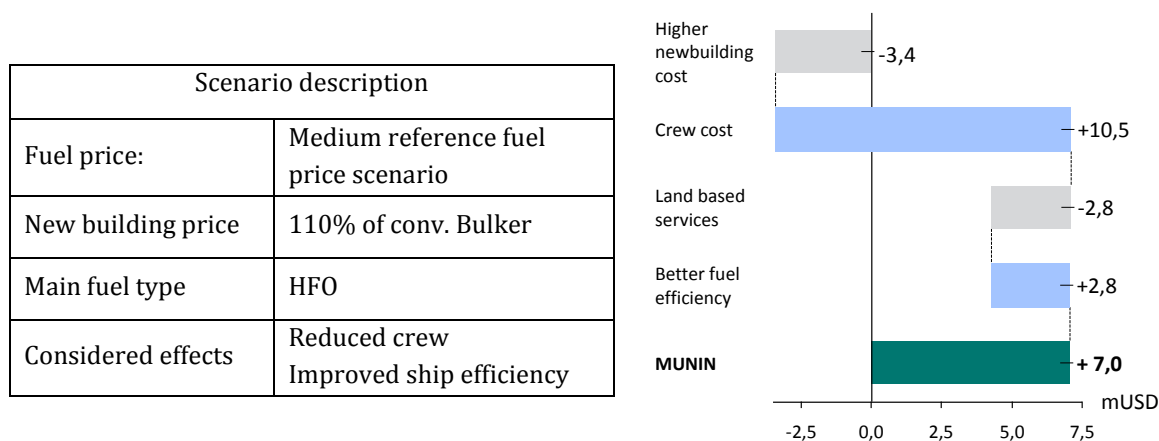 Scenario description
Fuel price:
Medium reference fuel
price scenario
New building price
110% of conv. Bulker
Main fuel type
HFO
Considered effects
Reduced crew
Improved ship efficiency
Higher
newbuilding
cost
-3,4
Crew cost
+10,5
Land based
services
-2,8
Better fuel
efficiency
+2,8
MUNIN
+ 7,0
mUSD
-2,5 0,0 2,5 5,0 7,5